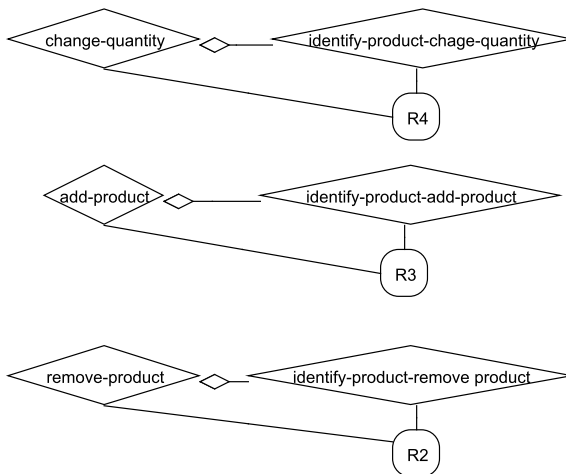 change-quantity
identify-product-chage-quantity
R4
add-product
identify-product-add-product
R3
remove-product
identify-product-remove product
R2